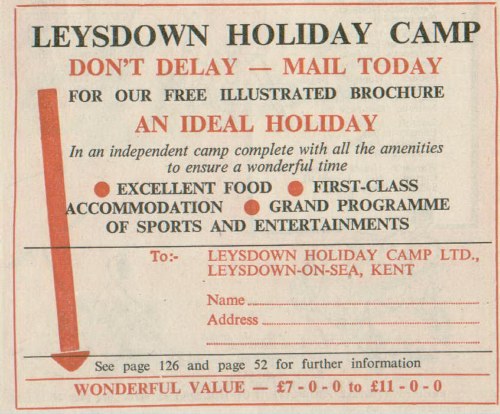 LEYSDOWN HOLIDAY CAMP
DON'T DELAY — MAIL TODAY
FOR OUR FREE ILLUSTRATED BROCHURE
AN IDEAL HOLIDAY
In an independent camp complete with all the amenities
to ensure a wonderful time
● EXCELLENT FOOD ● FIRST-CLASS
ACCOMMODATION ● GRAND PROGRAMME
OF SPORTS AND ENTERTAINMENTS
To:- LEYSDOWN HOLIDAY CAMP LTD.,
LEYSDOWN-ON-SEA, KENT
Name
Address
See page 126 and page 52 for further information
WONDERFUL VALUE — £7 - 0 - 0 to £11 - 0 - 0